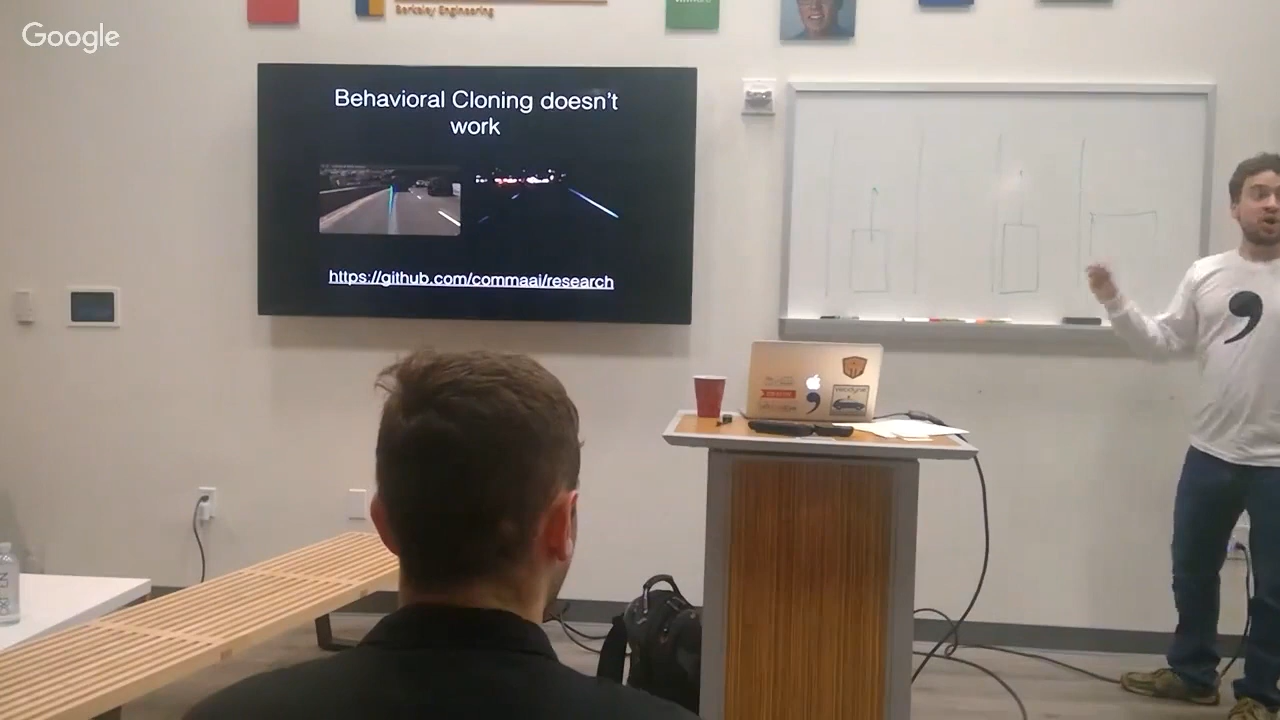 Google
Berkeley Engineering
Behavioral Cloning doesn't
work
https://github.com/commaai/research